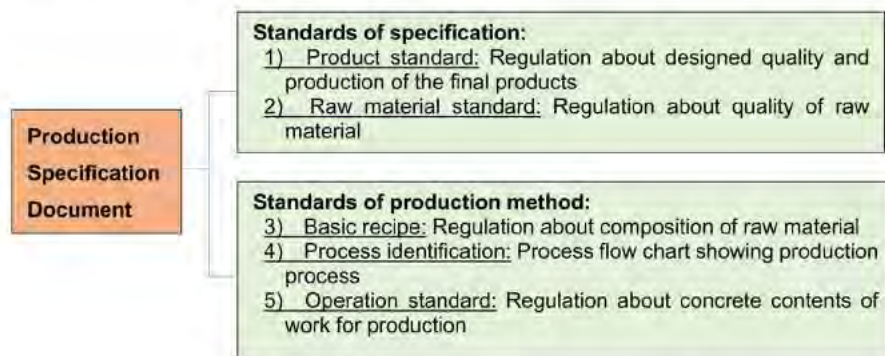 Production
Specification
Document
Standards of specification:
1) Product standard: Regulation about designed quality and
production of the final products
2) Raw material standard: Regulation about quality of raw
material
Standards of production method:
3) Basic recipe: Regulation about composition of raw material
4) Process identification: Process flow chart showing production
process
5) Operation standard: Regulation about concrete contents of
work for production